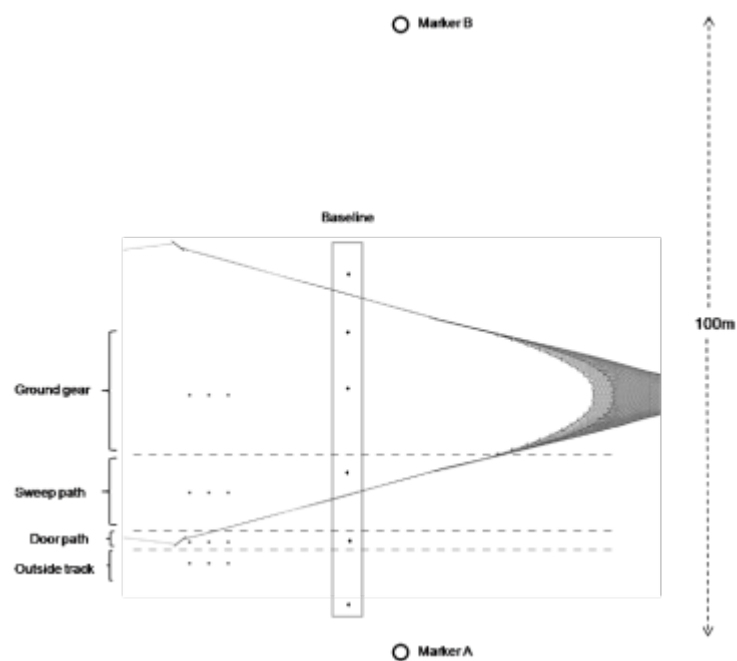 Marker B
Baseline
100m
Ground gear
Sweep path
Door path
Outside track
Marker A